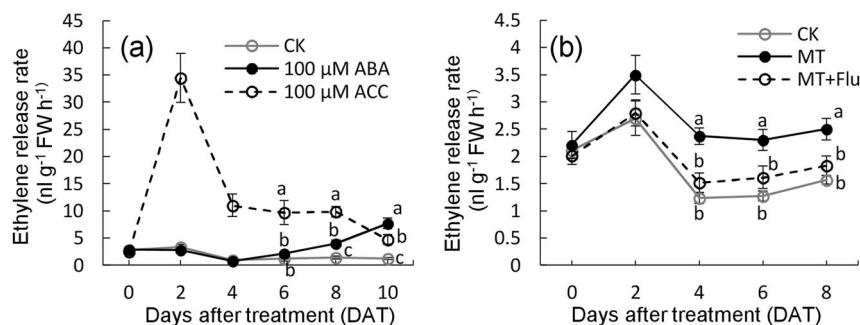 (a)
CK
100 μM ABA
100 μM ACC
Ethylene release rate
(nl g⁻¹ FW h⁻¹)
45
40
35
30
25
20
15
10
5
0
a
a
a
b
b
b
b
c
c
0 2 4 6 8 10
Days after treatment (DAT)
(b)
CK
MT
MT+Flu
Ethylene release rate
(nl g⁻¹ FW h⁻¹)
4.5
4
3.5
3
2.5
2
1.5
1
0.5
0
a
a
a
b
b
b
b
b
b
0 2 4 6 8
Days after treatment (DAT)